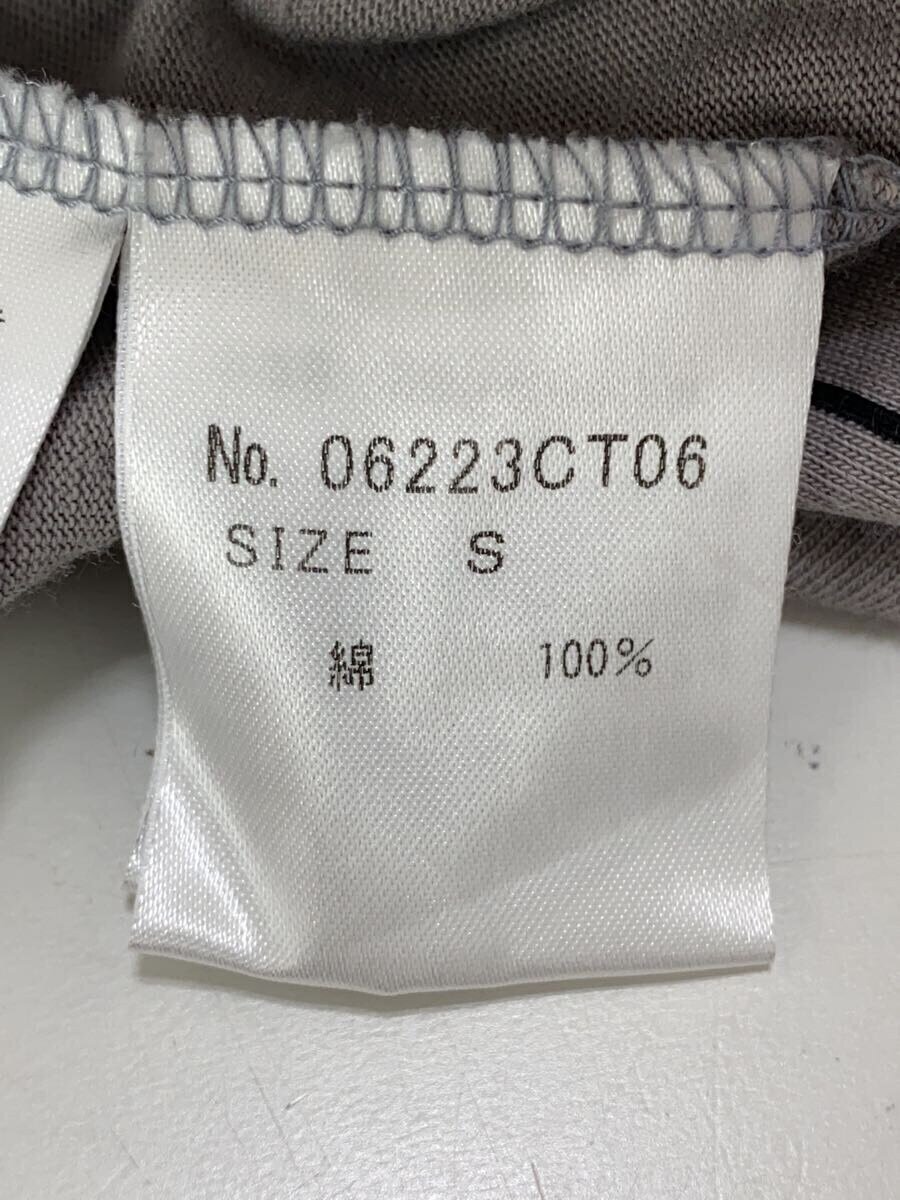 No. 06223CT06
SIZE S
綿 100%